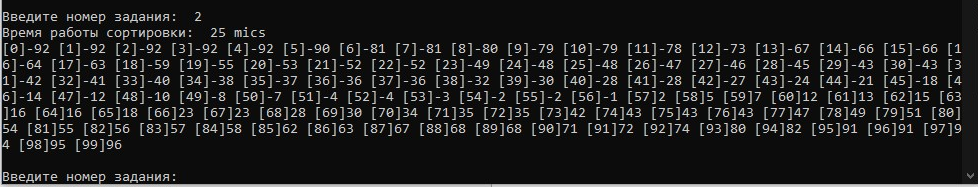 Введите номер задания:  2
Время работы сортировки:  25 mics
[0]-92 [1]-92 [2]-92 [3]-92 [4]-92 [5]-90 [6]-81 [7]-81 [8]-80 [9]-79 [10]-79 [11]-78 [12]-73 [13]-67 [14]-66 [15]-66 [1
6]-64 [17]-63 [18]-59 [19]-55 [20]-53 [21]-52 [22]-52 [23]-49 [24]-48 [25]-48 [26]-47 [27]-46 [28]-45 [29]-43 [30]-43 [3
1]-42 [32]-41 [33]-40 [34]-38 [35]-37 [36]-36 [37]-36 [38]-32 [39]-30 [40]-28 [41]-28 [42]-27 [43]-24 [44]-21 [45]-18 [4
6]-14 [47]-12 [48]-10 [49]-8 [50]-7 [51]-4 [52]-4 [53]-3 [54]-2 [55]-2 [56]-1 [57]2 [58]5 [59]7 [60]12 [61]13 [62]15 [63
]16 [64]16 [65]18 [66]23 [67]23 [68]28 [69]30 [70]34 [71]35 [72]35 [73]42 [74]43 [75]43 [76]43 [77]47 [78]49 [79]51 [80]
54 [81]55 [82]56 [83]57 [84]58 [85]62 [86]63 [87]67 [88]68 [89]68 [90]71 [91]72 [92]74 [93]80 [94]82 [95]91 [96]91 [97]9
4 [98]95 [99]96
Введите номер задания: